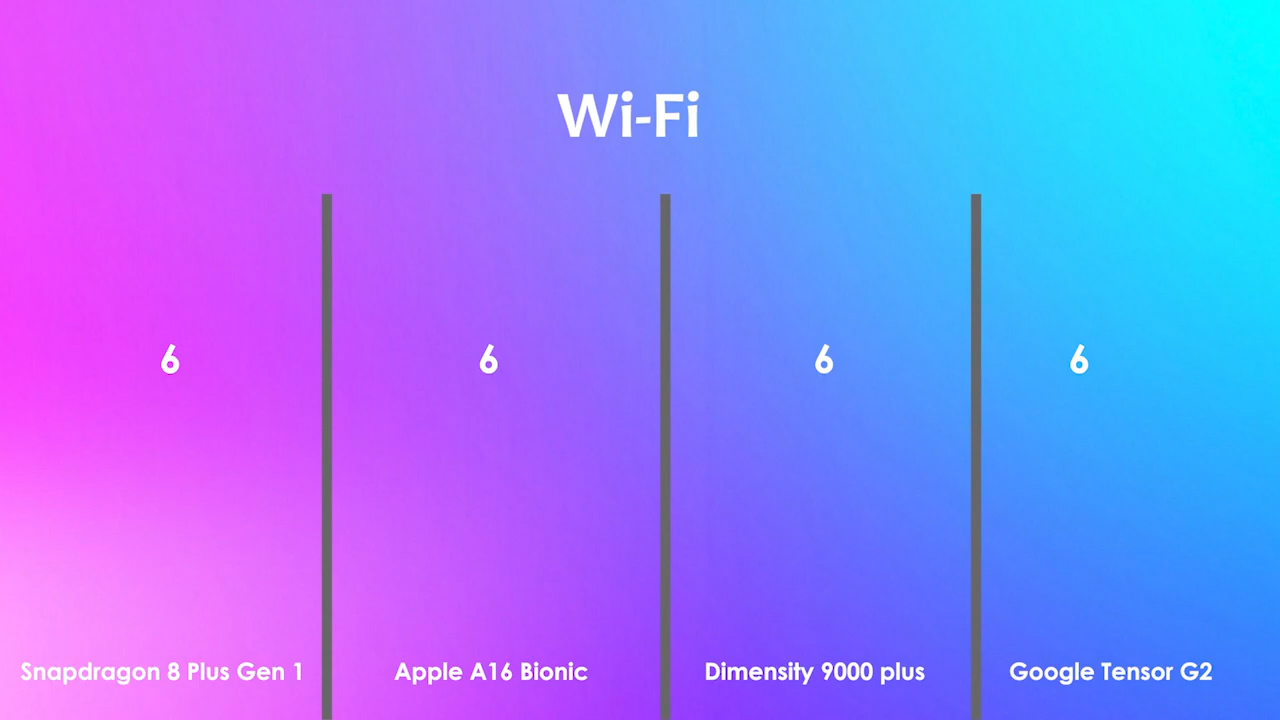 Wi-Fi
6
6
6
6
Snapdragon 8 Plus Gen 1
Apple A16 Bionic
Dimensity 9000 plus
Google Tensor G2